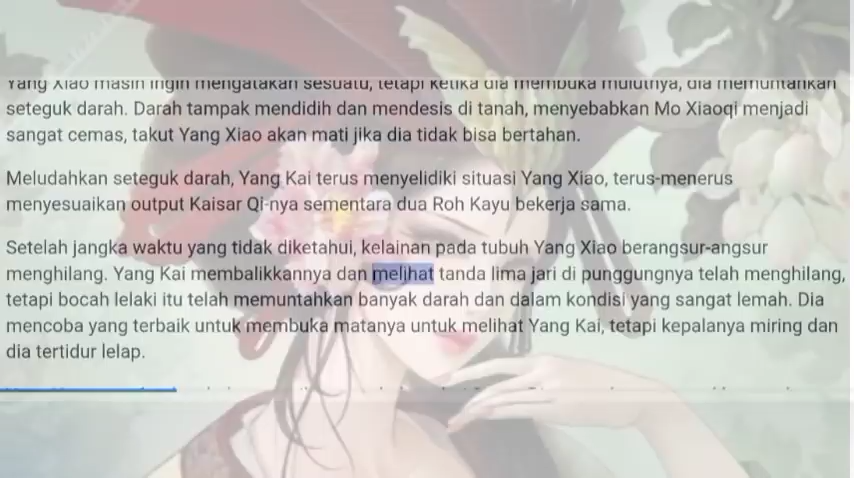 Yang Xiao masih ingin mengatakan sesuatu, tetapi ketika dia membuka mulutnya, dia memuntahkan
seteguk darah. Darah tampak mendidih dan mendesis di tanah, menyebabkan Mo Xiaoqi menjadi
sangat cemas, takut Yang Xiao akan mati jika dia tidak bisa bertahan.
Meludahkan seteguk darah, Yang Kai terus menyelidiki situasi Yang Xiao, terus-menerus
menyesuaikan output Kaisar Qi-nya sementara dua Roh Kayu bekerja sama.
Setelah jangka waktu yang tidak diketahui, kelainan pada tubuh Yang Xiao berangsur-angsur
menghilang. Yang Kai membalikkannya dan melihat tanda lima jari di punggungnya telah menghilang,
tetapi bocah lelaki itu telah memuntahkan banyak darah dan dalam kondisi yang sangat lemah. Dia
mencoba yang terbaik untuk membuka matanya untuk melihat Yang Kai, tetapi kepalanya miring dan
dia tertidur lelap.